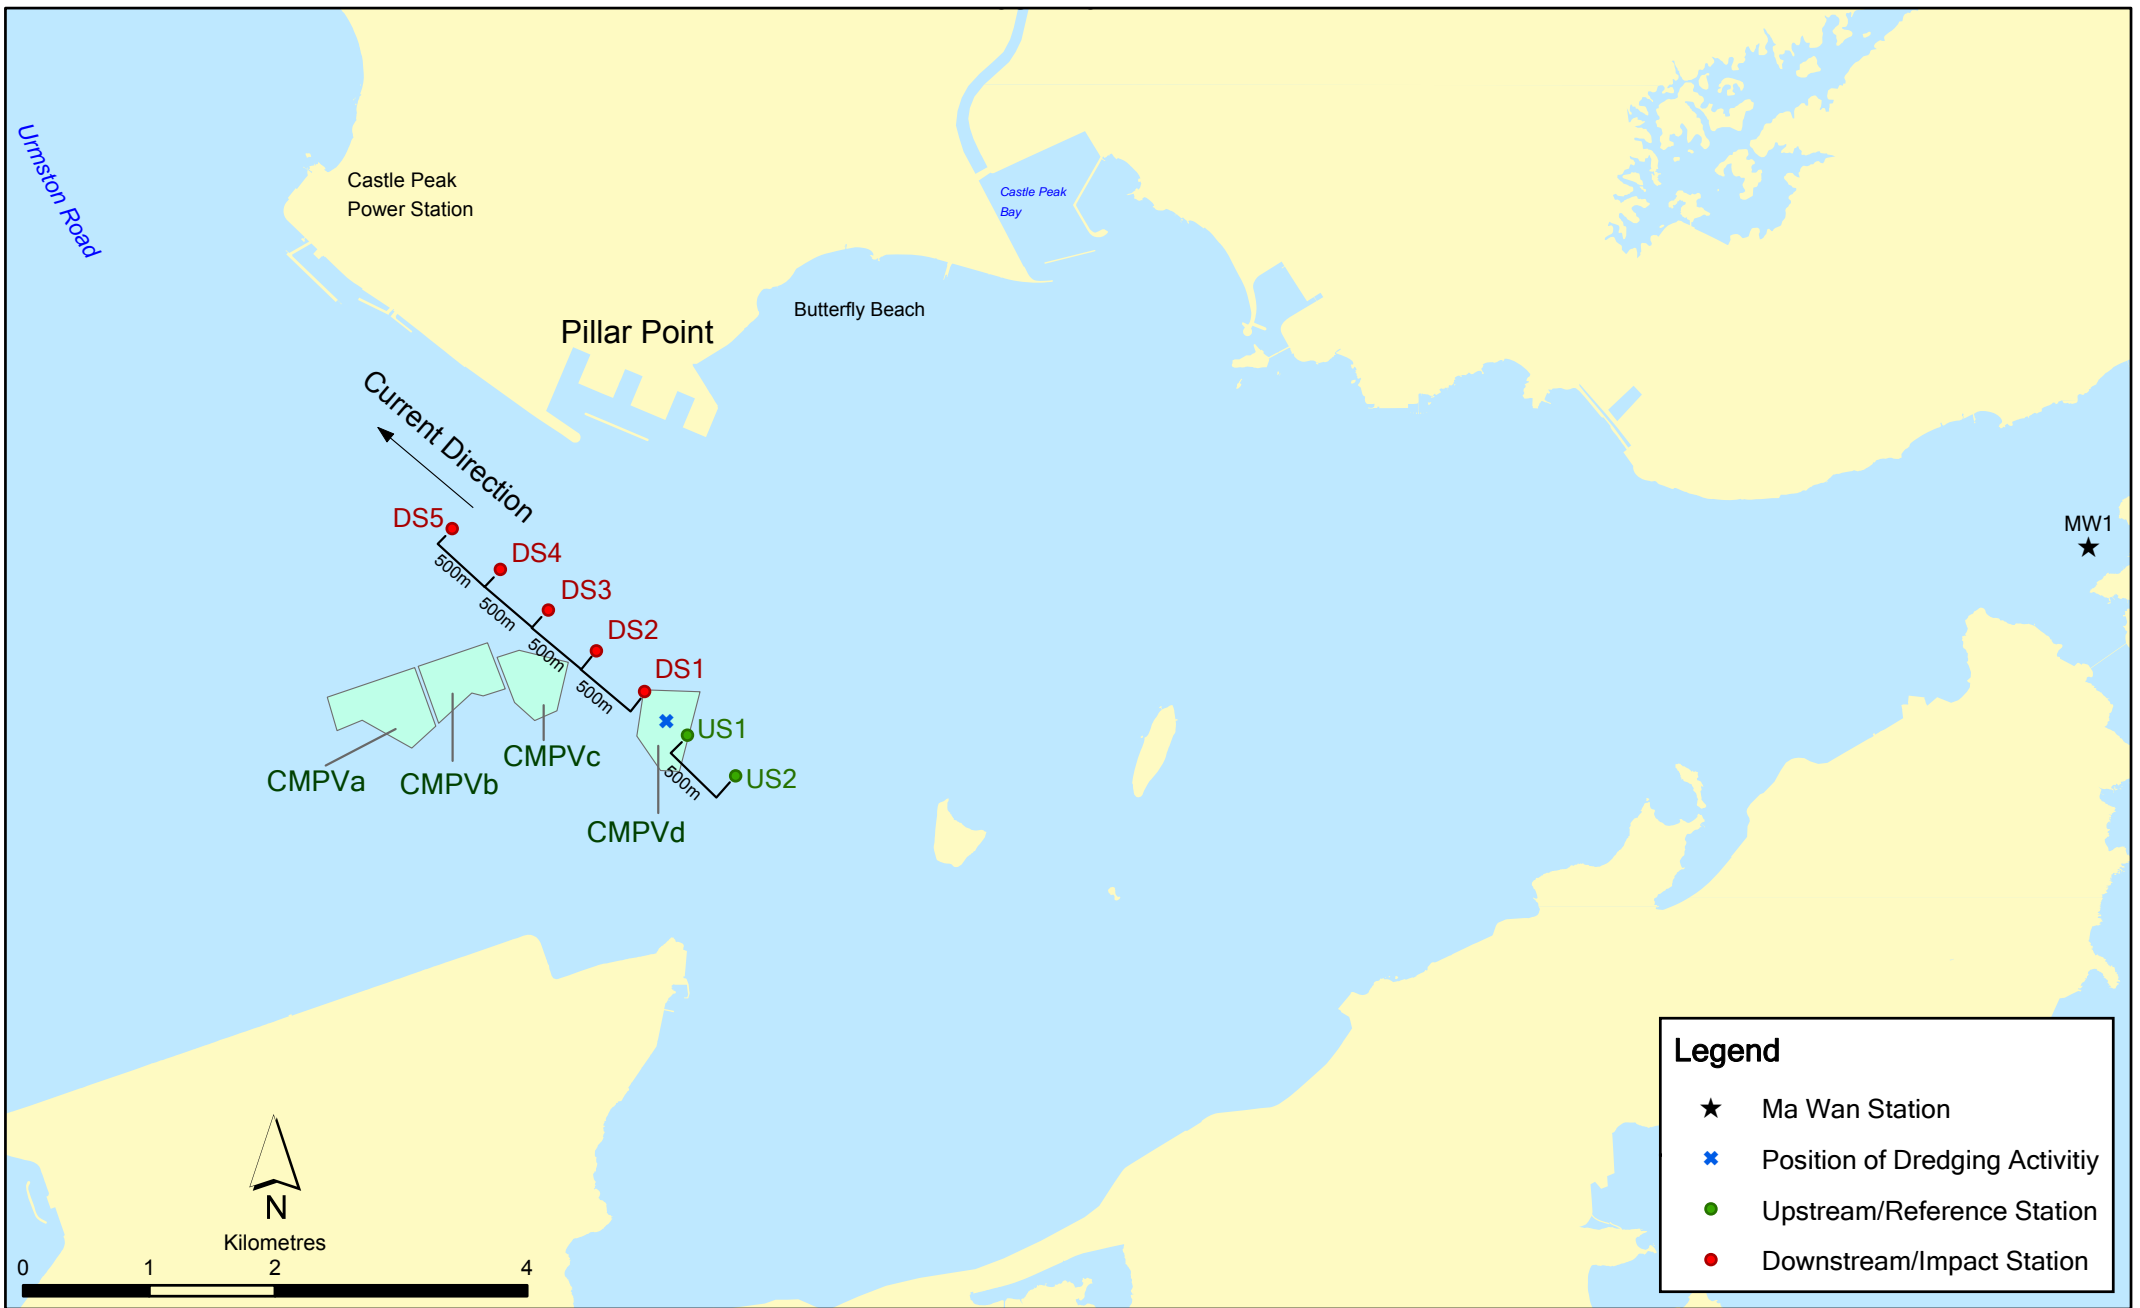 Urmston Road
Castle Peak
Power Station
Castle Peak
Bay
Butterfly Beach
Pillar Point
Current Direction
MW1
DS5
DS4
DS3
DS2
DS1
500m
500m
500m
500m
US1
US2
500m
CMPVa
CMPVb
CMPVc
CMPVd
N
Kilometres
0 1 2 4
Legend
Ma Wan Station
Position of Dredging Activitiy
Upstream/Reference Station
Downstream/Impact Station